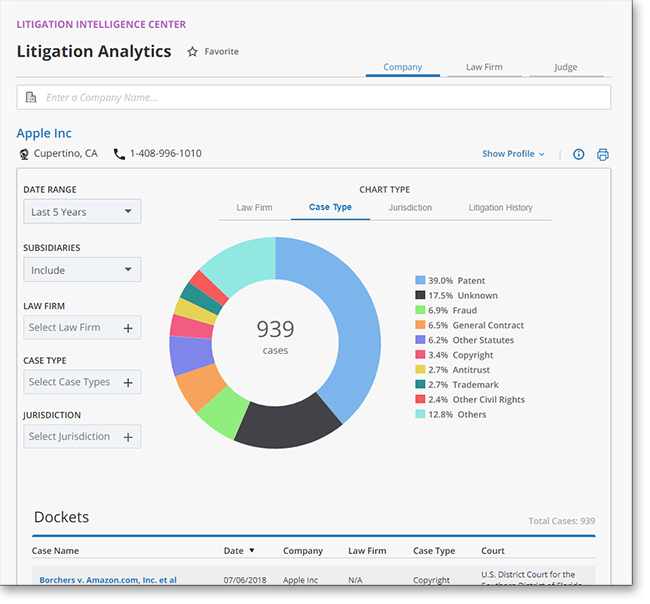 LITIGATION INTELLIGENCE CENTER
Litigation Analytics Favorite
Company Law Firm Judge
Enter a Company Name...
Apple Inc
Cupertino, CA 1-408-996-1010 Show Profile
DATE RANGE
Last 5 Years
SUBSIDIARIES
Include
LAW FIRM
Select Law Firm +
CASE TYPE
Select Case Types +
JURISDICTION
Select Jurisdiction +
CHART TYPE
Law Firm Case Type Jurisdiction Litigation History
939
cases
39.0% Patent
17.5% Unknown
6.9% Fraud
6.5% General Contract
6.2% Other Statutes
3.4% Copyright
2.7% Antitrust
2.7% Trademark
2.4% Other Civil Rights
12.8% Others
Dockets Total Cases: 939
Case Name Date ▼ Company Law Firm Case Type Court
Borchers v. Amazon.com, Inc. et al 07/06/2018 Apple Inc N/A Copyright U.S. District Court for the
Southern District of Florida